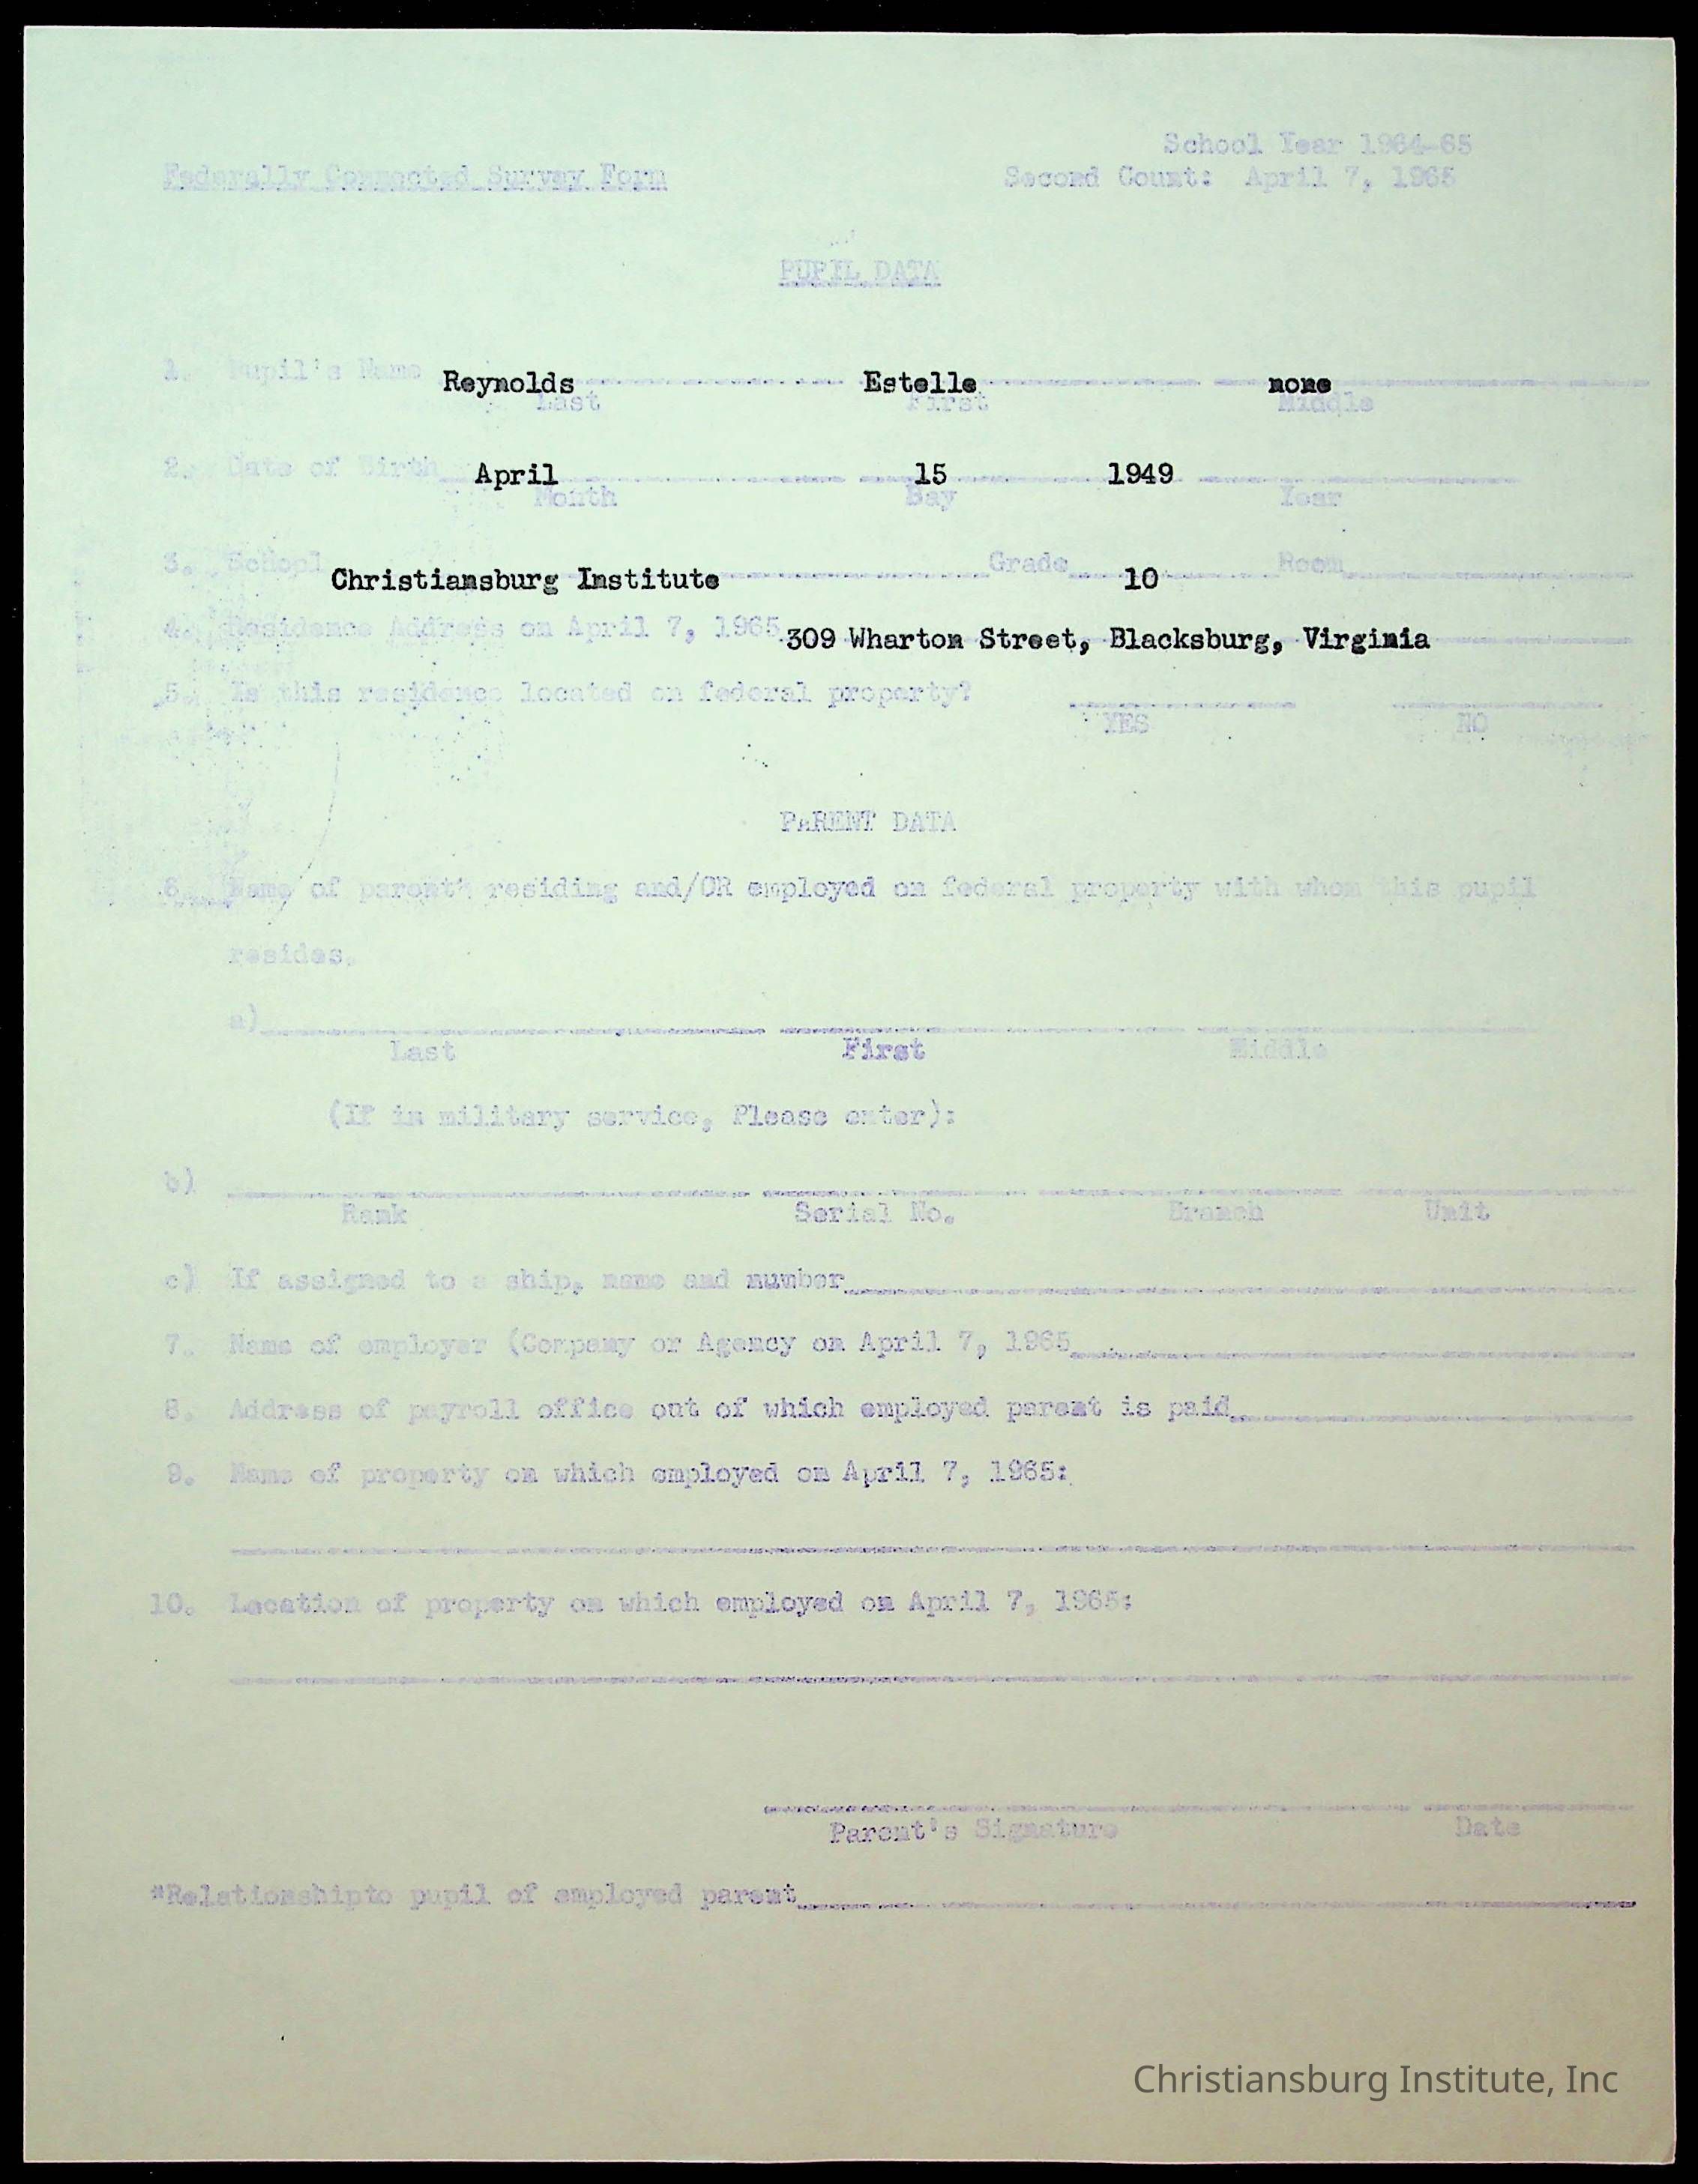 School Year 1964-65
Federally Connected Survey Form Second Count: April 7, 1965
PUPIL DATA
1. Pupil's Name Reynolds Estelle none
Last First Middle
2. Date of Birth April 15 1949
Month Day Year
3. School Christiansburg Institute Grade 10 Room
4. Residence Address on April 7, 1965 309 Wharton Street, Blacksburg, Virginia
5. Is this residence located on federal property?
YES NO
PARENT DATA
6. Name of parent* residing and/OR employed on federal property with whom this pupil
resides.
a)
Last First Middle
(If in military service, Please enter):
b)
Rank Serial No. Branch Unit
c) If assigned to a ship, name and number
7. Name of employer (Company or Agency on April 7, 1965
8. Address of payroll office out of which employed parent is paid
9. Name of property on which employed on April 7, 1965:
10. Location of property on which employed on April 7, 1965:
Parent's Signature Date
*Relationshipto pupil of employed parent
Christiansburg Institute, Inc